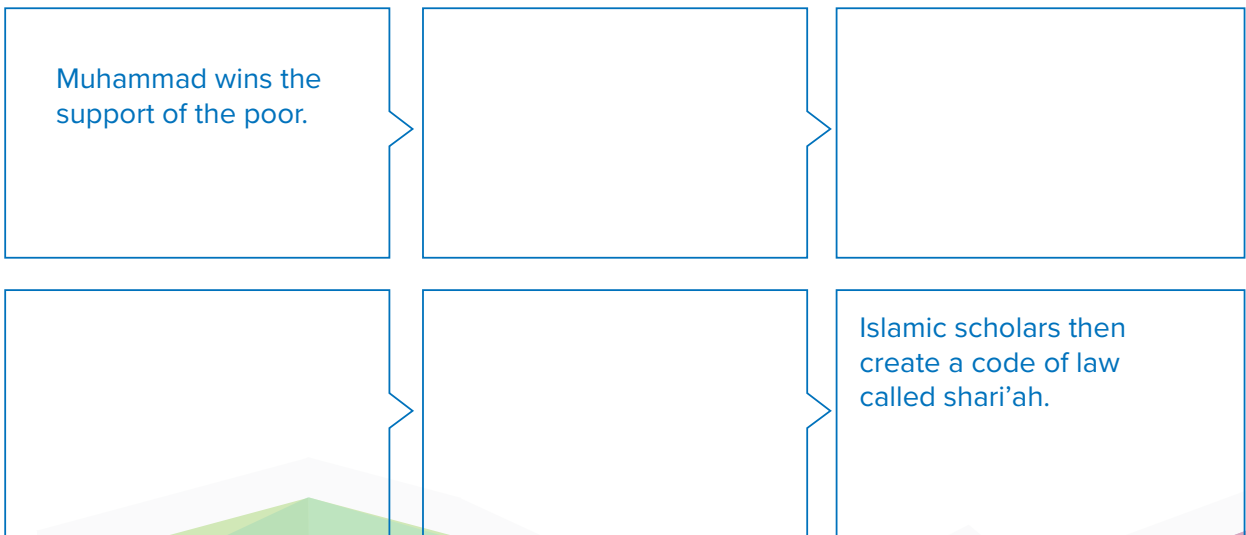 Muhammad wins the
support of the poor.
Islamic scholars then
create a code of law
called shari’ah.